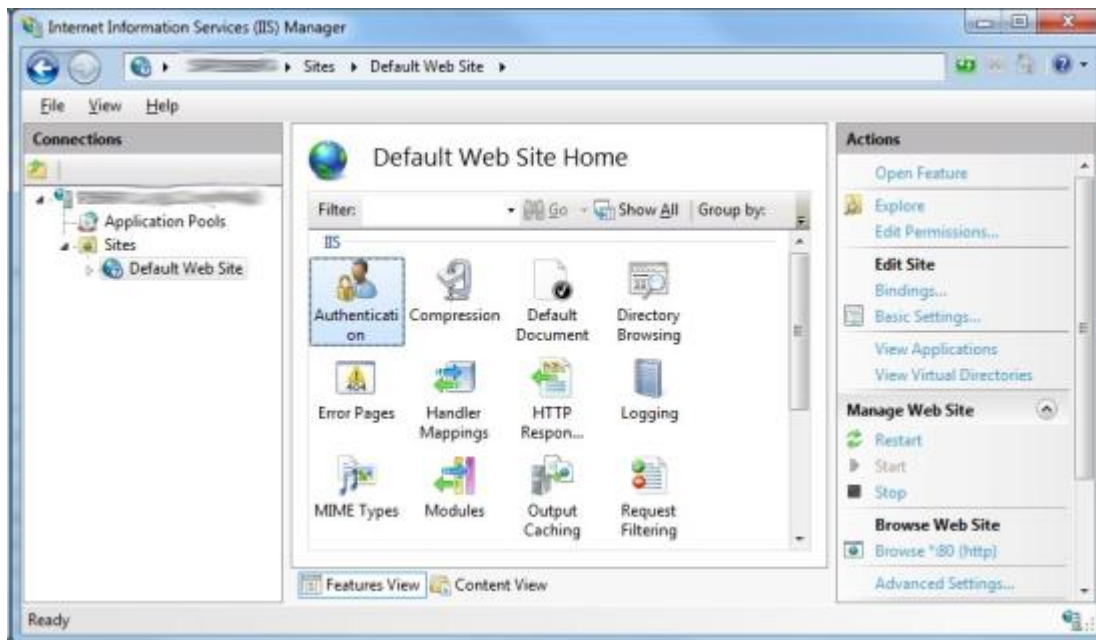 Internet Information Services (IIS) Manager
Sites Default Web Site
File View Help
Connections
Application Pools
Sites
Default Web Site
Default Web Site Home
Filter: Go Show All Group by:
IIS
Authenticati
on
Compression
Default
Document
Directory
Browsing
Error Pages
404
Handler
Mappings
HTTP
Respon...
Logging
MIME Types
Modules
Output
Caching
Request
Filtering
Features View Content View
Actions
Open Feature
Explore
Edit Permissions...
Edit Site
Bindings...
Basic Settings...
View Applications
View Virtual Directories
Manage Web Site
Restart
Start
Stop
Browse Web Site
Browse *:80 (http)
Advanced Settings...
Ready